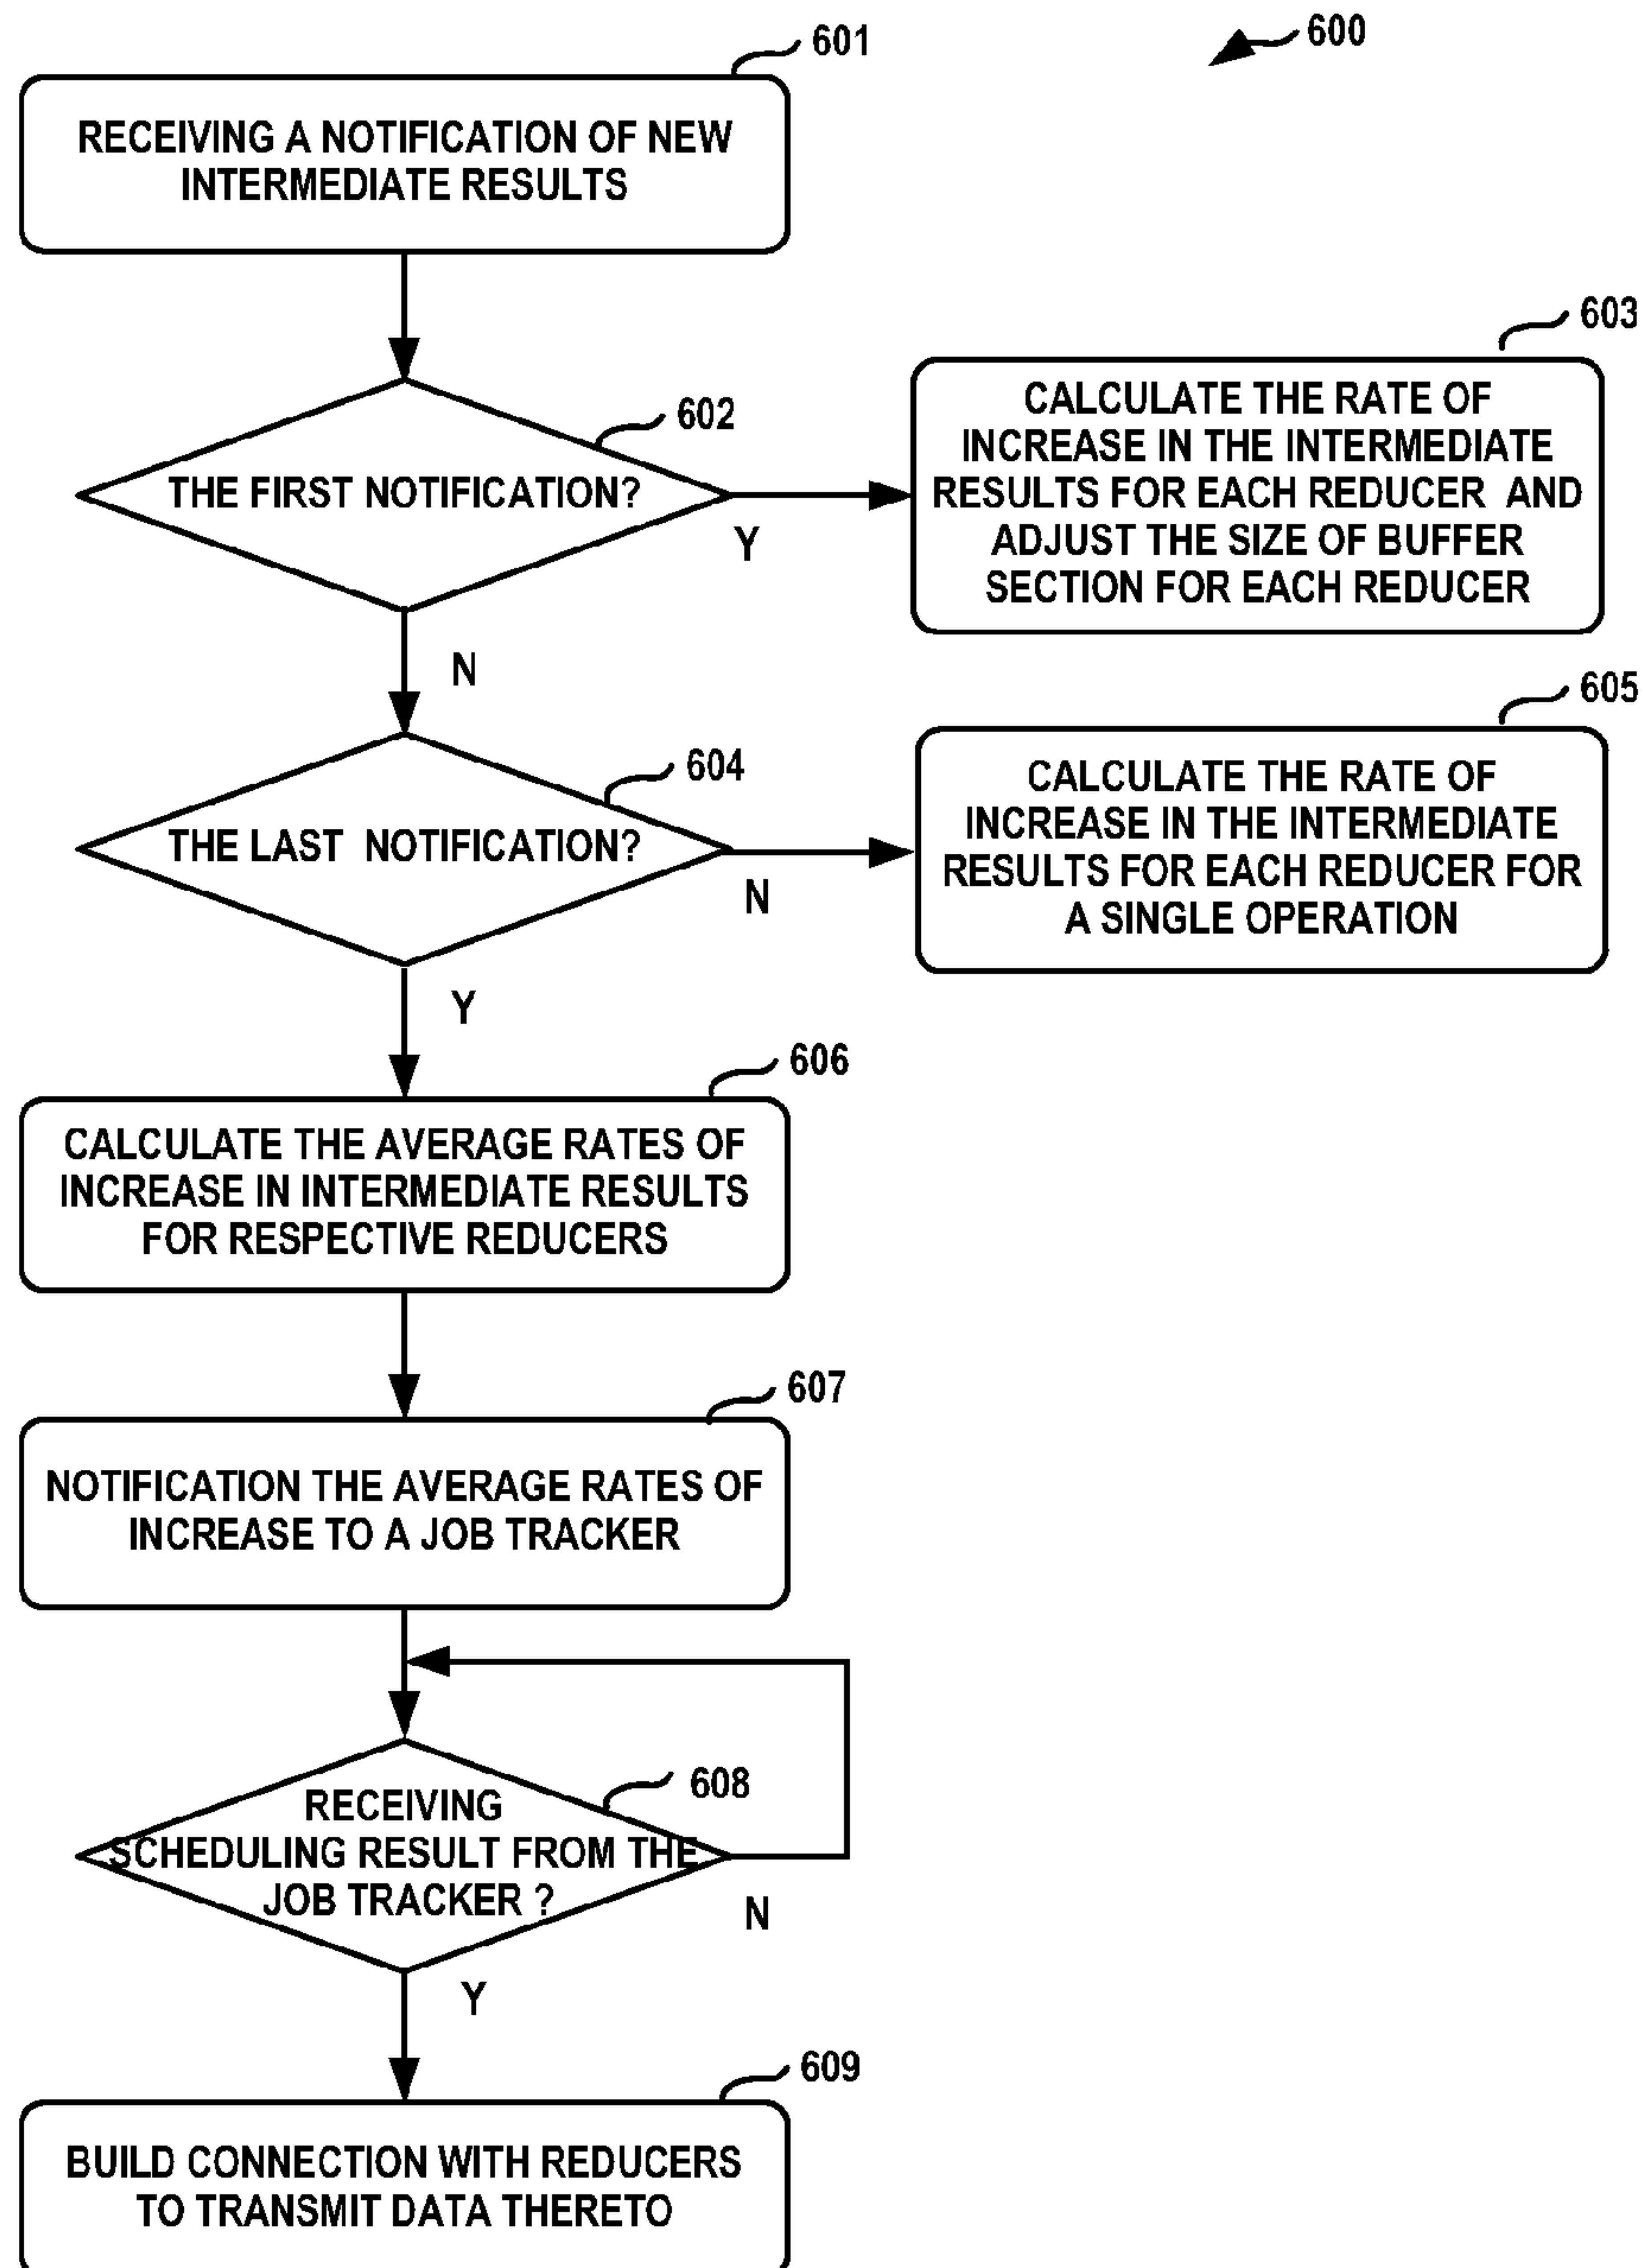 600
601
RECEIVING A NOTIFICATION OF NEW
INTERMEDIATE RESULTS
602
THE FIRST NOTIFICATION?
Y
N
603
CALCULATE THE RATE OF
INCREASE IN THE INTERMEDIATE
RESULTS FOR EACH REDUCER AND
ADJUST THE SIZE OF BUFFER
SECTION FOR EACH REDUCER
604
THE LAST NOTIFICATION?
N
Y
605
CALCULATE THE RATE OF
INCREASE IN THE INTERMEDIATE
RESULTS FOR EACH REDUCER FOR
A SINGLE OPERATION
606
CALCULATE THE AVERAGE RATES OF
INCREASE IN INTERMEDIATE RESULTS
FOR RESPECTIVE REDUCERS
607
NOTIFICATION THE AVERAGE RATES OF
INCREASE TO A JOB TRACKER
608
RECEIVING
SCHEDULING RESULT FROM THE
JOB TRACKER ?
N
Y
609
BUILD CONNECTION WITH REDUCERS
TO TRANSMIT DATA THERETO